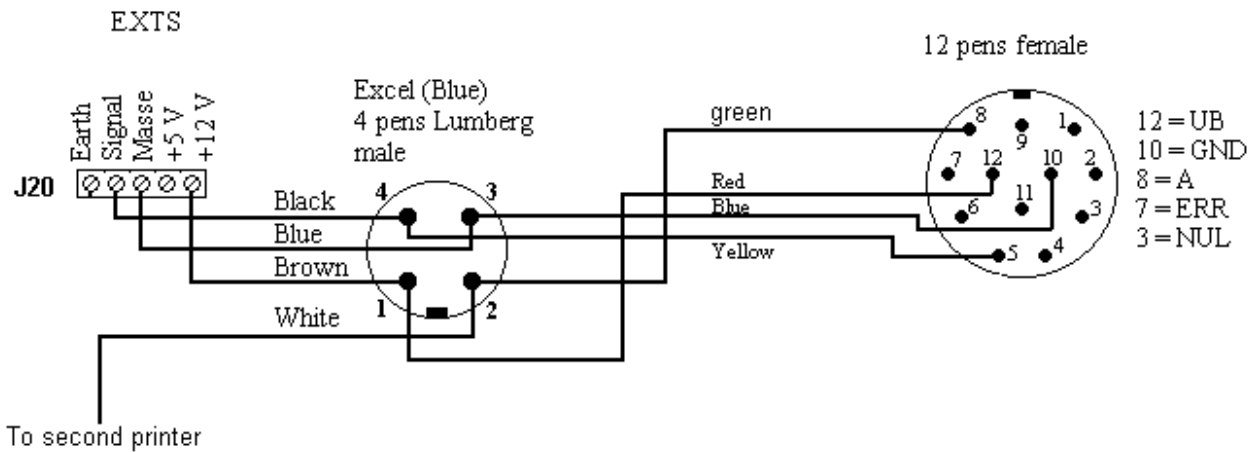 EXTS
12 pens female
Excel (Blue)
4 pens Lumberg
male
Earth
Signal
Masse
+5 V
+12 V
J20
green
8
9
1
7
12
10
2
6
11
3
5
4
12 = UB
10 = GND
8 = A
7 = ERR
3 = NUL
4
3
Black
Blue
Brown
White
1
2
Red
Blue
Yellow
To second printer